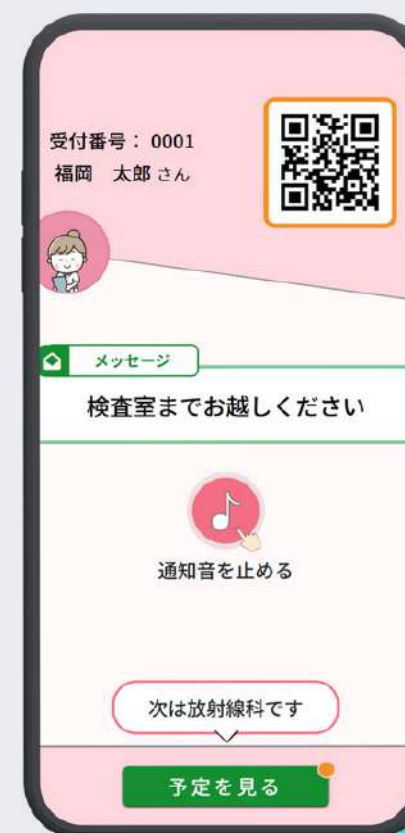 受付番号： 0001
福岡　太郎 さん
メッセージ
検査室までお越しください
通知音を止める
次は放射線科です
予定を見る